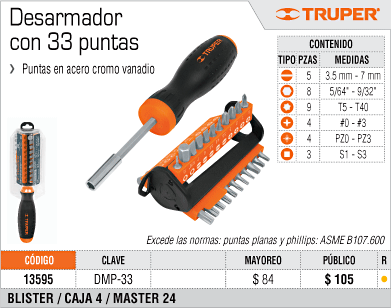 Desarmador
con 33 puntas
Puntas en acero cromo vanadio
TRUPER
CONTENIDO
TIPO PZAS MEDIDAS
5 3.5 mm - 7 mm
8 5/64" - 9/32"
9 T5 - T40
4 #0 - #3
4 PZ0 - PZ3
3 S1 - S3
Excede las normas: puntas planas y phillips: ASME B107.600
CÓDIGO CLAVE MAYOREO PÚBLICO R
13595 DMP-33 $ 84 $ 105
BLISTER / CAJA 4 / MASTER 24